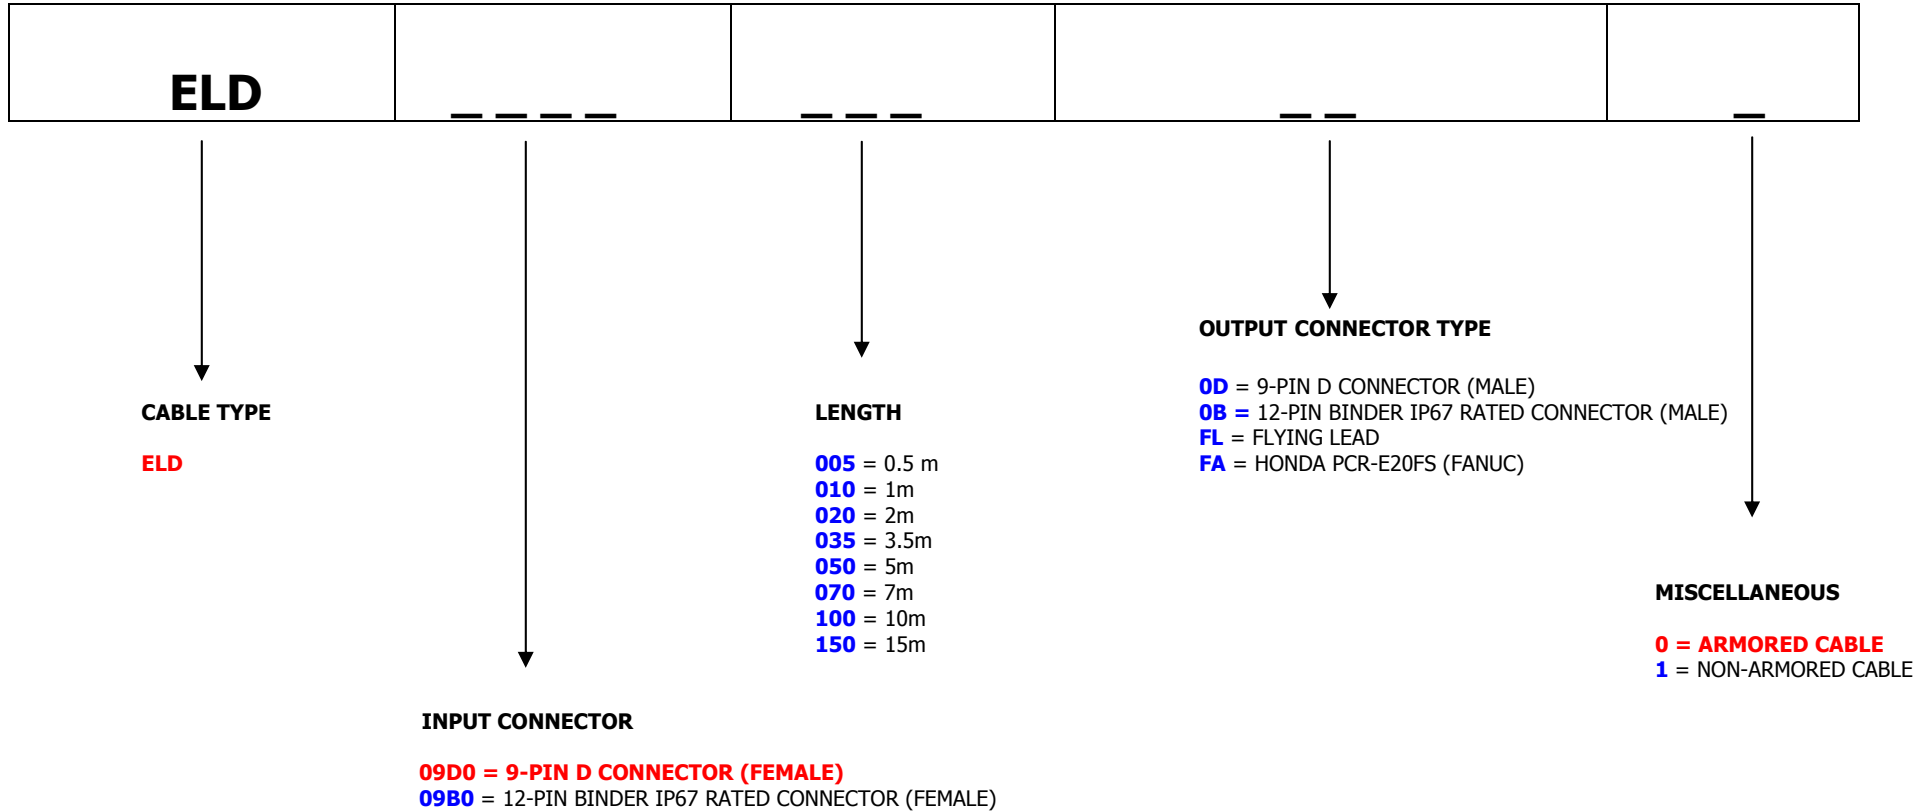 ELD
_ _ _ _
_ _ _
_ _
_
CABLE TYPE
ELD
INPUT CONNECTOR
09D0 = 9-PIN D CONNECTOR (FEMALE)
09B0 = 12-PIN BINDER IP67 RATED CONNECTOR (FEMALE)
LENGTH
005 = 0.5 m
010 = 1m
020 = 2m
035 = 3.5m
050 = 5m
070 = 7m
100 = 10m
150 = 15m
OUTPUT CONNECTOR TYPE
0D = 9-PIN D CONNECTOR (MALE)
0B = 12-PIN BINDER IP67 RATED CONNECTOR (MALE)
FL = FLYING LEAD
FA = HONDA PCR-E20FS (FANUC)
MISCELLANEOUS
0 = ARMORED CABLE
1 = NON-ARMORED CABLE